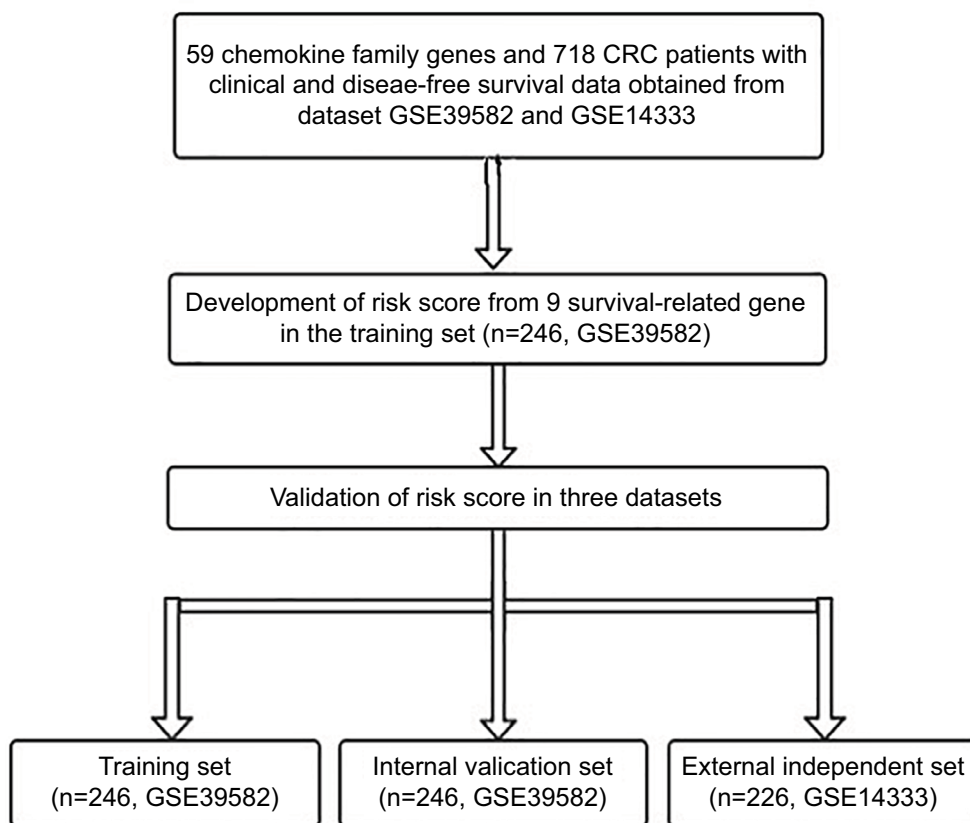 59 chemokine family genes and 718 CRC patients with
clinical and diseae-free survival data obtained from
dataset GSE39582 and GSE14333
Development of risk score from 9 survival-related gene
in the training set (n=246, GSE39582)
Validation of risk score in three datasets
Training set
(n=246, GSE39582)
Internal valication set
(n=246, GSE39582)
External independent set
(n=226, GSE14333)